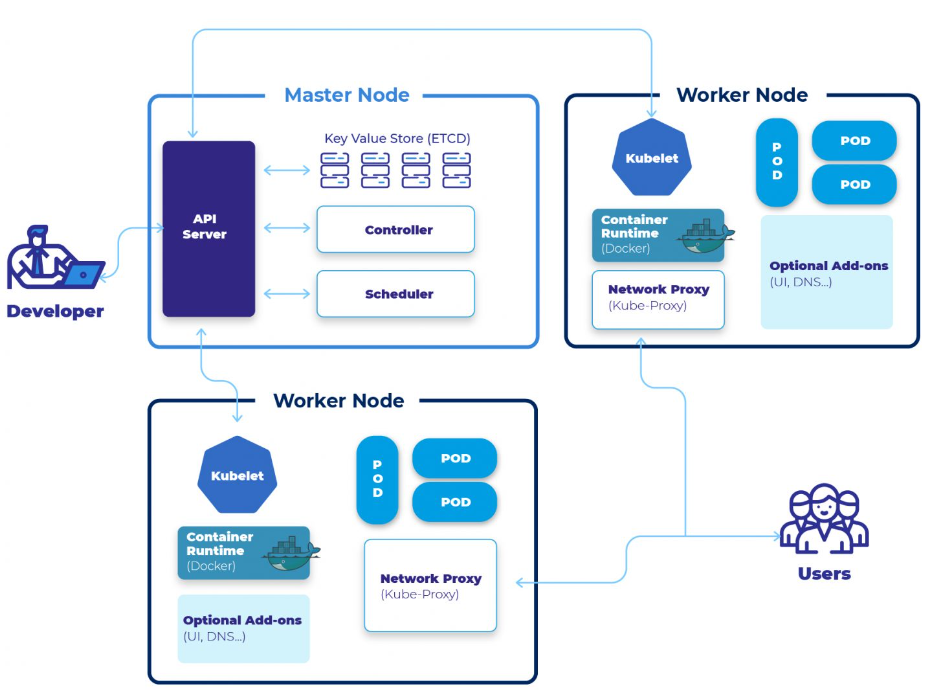 Master Node
Key Value Store (ETCD)
API
Server
Controller
Scheduler
Developer
Worker Node
Kubelet
P
O
D
POD
POD
Container
Runtime
(Docker)
Optional Add-ons
(UI, DNS...)
Network Proxy
(Kube-Proxy)
Worker Node
Kubelet
P
O
D
POD
POD
Container
Runtime
(Docker)
Network Proxy
(Kube-Proxy)
Optional Add-ons
(UI, DNS...)
Users